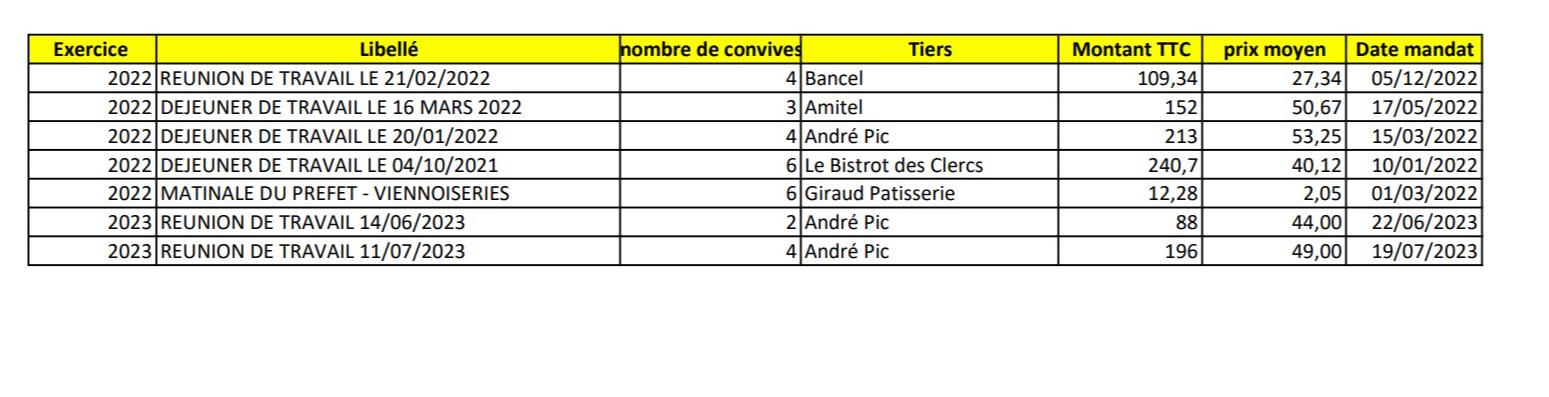 Exercice Libellé nombre de convives Tiers Montant TTC prix moyen Date mandat
2022 REUNION DE TRAVAIL LE 21/02/2022 4 Bancel 109,34 27,34 05/12/2022
2022 DEJEUNER DE TRAVAIL LE 16 MARS 2022 3 Amitel 152 50,67 17/05/2022
2022 DEJEUNER DE TRAVAIL LE 20/01/2022 4 André Pic 213 53,25 15/03/2022
2022 DEJEUNER DE TRAVAIL LE 04/10/2021 6 Le Bistrot des Clercs 240,7 40,12 10/01/2022
2022 MATINALE DU PREFET - VIENNOISERIES 6 Giraud Patisserie 12,28 2,05 01/03/2022
2023 REUNION DE TRAVAIL 14/06/2023 2 André Pic 88 44,00 22/06/2023
2023 REUNION DE TRAVAIL 11/07/2023 4 André Pic 196 49,00 19/07/2023